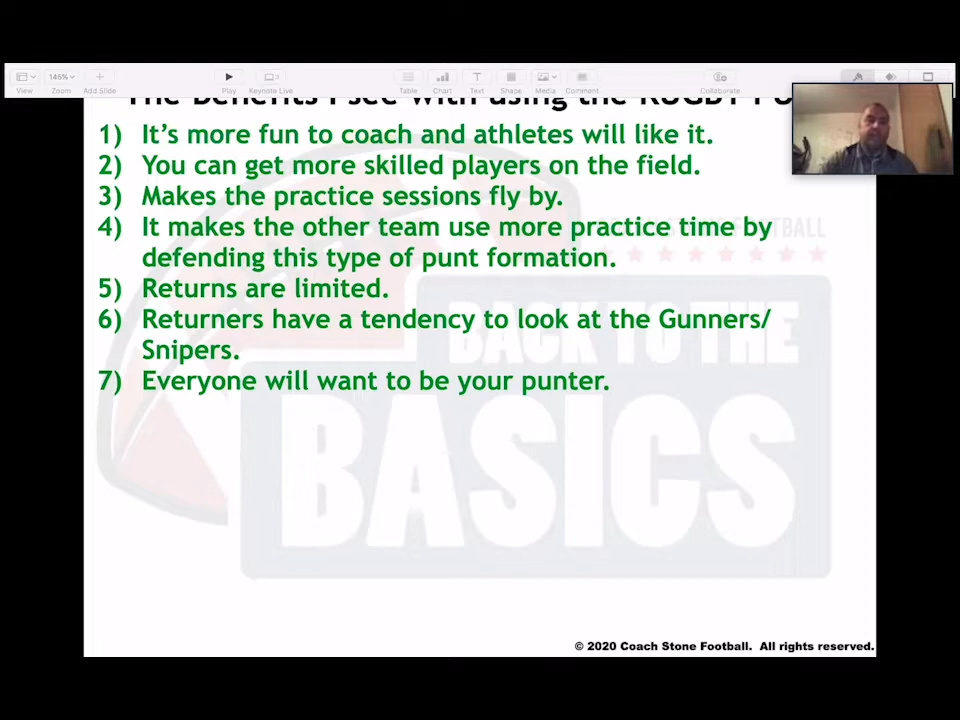 View
145%
Zoom
Add Slide
Play
Keynote Live
Table
Chart
Text
Shape
Media
Comment
Collaborate
The Benefits I see with using the RUGBY
1) It's more fun to coach and athletes will like it.
2) You can get more skilled players on the field.
3) Makes the practice sessions fly by.
4) It makes the other team use more practice time by
defending this type of punt formation.
5) Returns are limited.
6) Returners have a tendency to look at the Gunners/
Snipers.
7) Everyone will want to be your punter.
FOOTBALL
BACK TO THE
BASICS
© 2020 Coach Stone Football. All rights reserved.